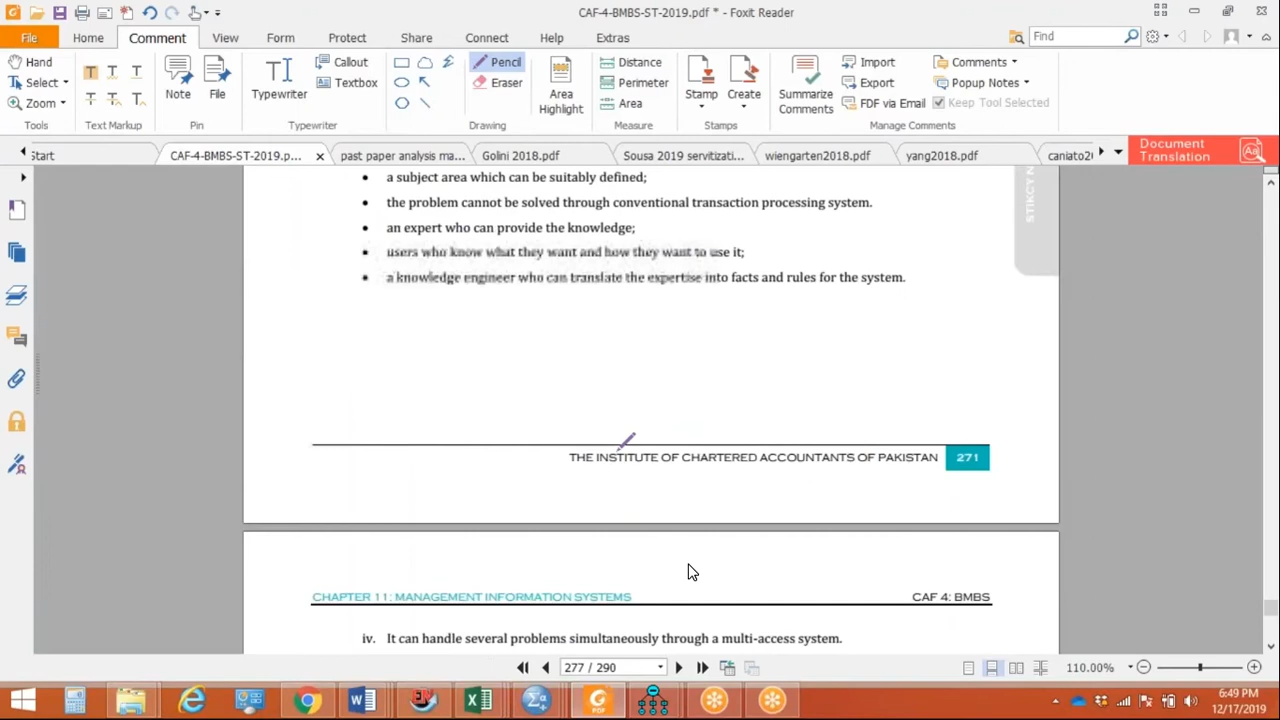 CAF-4-BMBS-ST-2019.pdf * - Foxit Reader
File Home Comment View Form Protect Share Connect Help Extras Find
Hand
Select
Zoom
Tools
Text Markup
Note
File
Pin
Typewriter
Callout
Textbox
Typewriter
Pencil
Eraser
Drawing
Area
Highlight
Distance
Perimeter
Area
Measure
Stamp
Create
Stamps
Summarize
Comments
Import
Export
FDF via Email
Comments
Popup Notes
Keep Tool Selected
Manage Comments
Start CAF-4-BMBS-ST-2019.p... × past paper analysis ma... Golini 2018.pdf Sousa 2019 servitizati... wiengarten2018.pdf yang2018.pdf caniato2(
Document
Translation
• a subject area which can be suitably defined;
• the problem cannot be solved through conventional transaction processing system.
• an expert who can provide the knowledge;
• users who know what they want and how they want to use it;
• a knowledge engineer who can translate the expertise into facts and rules for the system.
THE INSTITUTE OF CHARTERED ACCOUNTANTS OF PAKISTAN 271
CHAPTER 11: MANAGEMENT INFORMATION SYSTEMS CAF 4: BMBS
iv. It can handle several problems simultaneously through a multi-access system.
277 / 290
110.00%
6:49 PM
12/17/2019